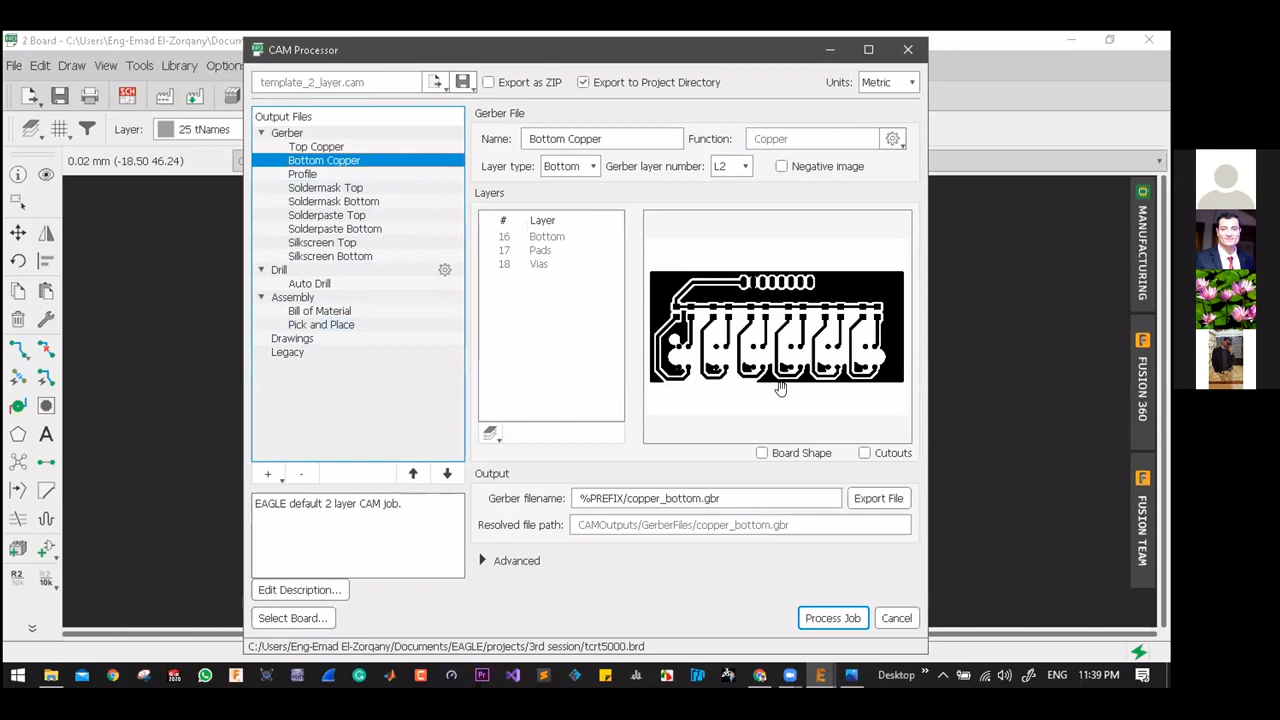 2 Board - C:\Users\Eng-Emad El-Zorqany\Docum
CAM Processor
File Edit Draw View Tools Library Option
template_2_layer.cam
Export as ZIP
Export to Project Directory
Units: Metric
SCH
Output Files
Gerber File
Layer: 25 tNames
Gerber
Name: Bottom Copper Function: Copper
Top Copper
0.02 mm (-18.50 46.24)
Bottom Copper
Layer type: Bottom Gerber layer number: L2 Negative image
Profile
Soldermask Top
Layers
Soldermask Bottom
Solderpaste Top
# Layer
Solderpaste Bottom
16 Bottom
Silkscreen Top
17 Pads
Silkscreen Bottom
18 Vias
Drill
Auto Drill
Assembly
Bill of Material
Pick and Place
Drawings
Legacy
MANUFACTURING
FUSION 360
FUSION TEAM
Board Shape Cutouts
+ -
Output
EAGLE default 2 layer CAM job.
Gerber filename: %PREFIX/copper_bottom.gbr Export File
Resolved file path: CAMOutputs/GerberFiles/copper_bottom.gbr
Advanced
R2 R2
10k 10k
Edit Description...
Select Board...
Process Job Cancel
C:/Users/Eng-Emad El-Zorqany/Documents/EAGLE/projects/3rd session/tcrt5000.brd
Desktop ENG 11:39 PM